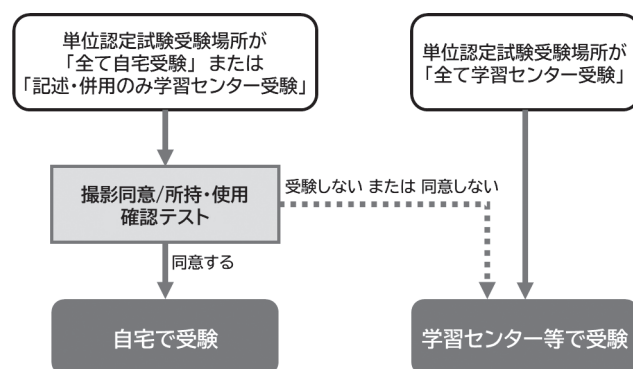 単位認定試験受験場所が
「全て自宅受験」または
「記述・併用のみ学習センター受験」
単位認定試験受験場所が
「全て学習センター受験」
撮影同意/所持・使用
確認テスト
受験しない または 同意しない
同意する
自宅で受験
学習センター等で受験